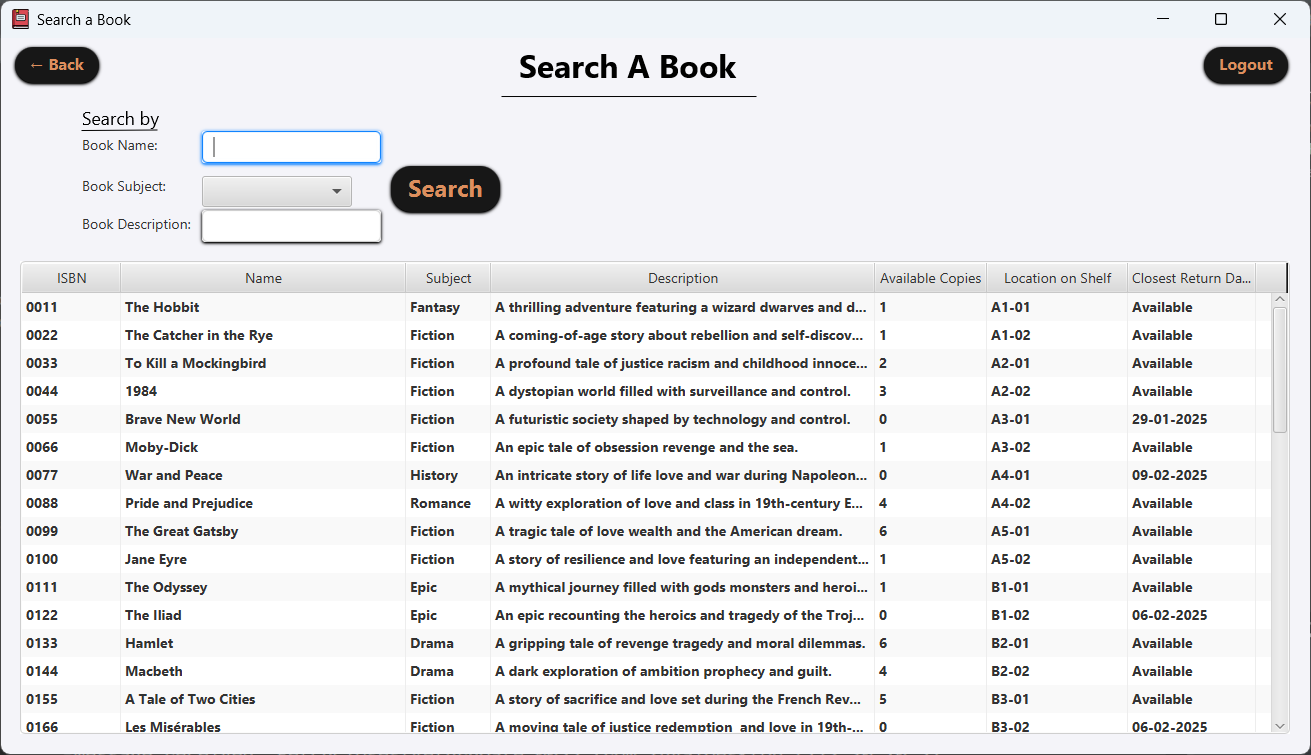 Search a Book
← Back
Search A Book
Logout
Search by
Book Name:
Book Subject:
Search
Book Description:
ISBN Name Subject Description Available Copies Location on Shelf Closest Return Da...
0011 The Hobbit Fantasy A thrilling adventure featuring a wizard dwarves and d... 1 A1-01 Available
0022 The Catcher in the Rye Fiction A coming-of-age story about rebellion and self-discov... 1 A1-02 Available
0033 To Kill a Mockingbird Fiction A profound tale of justice racism and childhood innoce... 2 A2-01 Available
0044 1984 Fiction A dystopian world filled with surveillance and control. 3 A2-02 Available
0055 Brave New World Fiction A futuristic society shaped by technology and control. 0 A3-01 29-01-2025
0066 Moby-Dick Fiction An epic tale of obsession revenge and the sea. 1 A3-02 Available
0077 War and Peace History An intricate story of life love and war during Napoleon... 0 A4-01 09-02-2025
0088 Pride and Prejudice Romance A witty exploration of love and class in 19th-century E... 4 A4-02 Available
0099 The Great Gatsby Fiction A tragic tale of love wealth and the American dream. 6 A5-01 Available
0100 Jane Eyre Fiction A story of resilience and love featuring an independent... 1 A5-02 Available
0111 The Odyssey Epic A mythical journey filled with gods monsters and heroi... 1 B1-01 Available
0122 The Iliad Epic An epic recounting the heroics and tragedy of the Troj... 0 B1-02 06-02-2025
0133 Hamlet Drama A gripping tale of revenge tragedy and moral dilemmas. 6 B2-01 Available
0144 Macbeth Drama A dark exploration of ambition prophecy and guilt. 4 B2-02 Available
0155 A Tale of Two Cities Fiction A story of sacrifice and love set during the French Rev... 5 B3-01 Available
0166 Les Misérables Fiction A moving tale of justice redemption and love in 19th-... 0 B3-02 06-02-2025